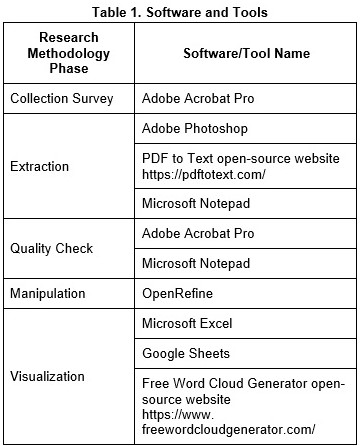 Table 1. Software and Tools
Research
Methodology
Phase
Software/Tool Name
Collection Survey
Adobe Acrobat Pro
Extraction
Adobe Photoshop
PDF to Text open-source website
https://pdftotext.com/
Microsoft Notepad
Quality Check
Adobe Acrobat Pro
Microsoft Notepad
Manipulation
OpenRefine
Visualization
Microsoft Excel
Google Sheets
Free Word Cloud Generator open-
source website
https://www.
freewordcloudgenerator.com/